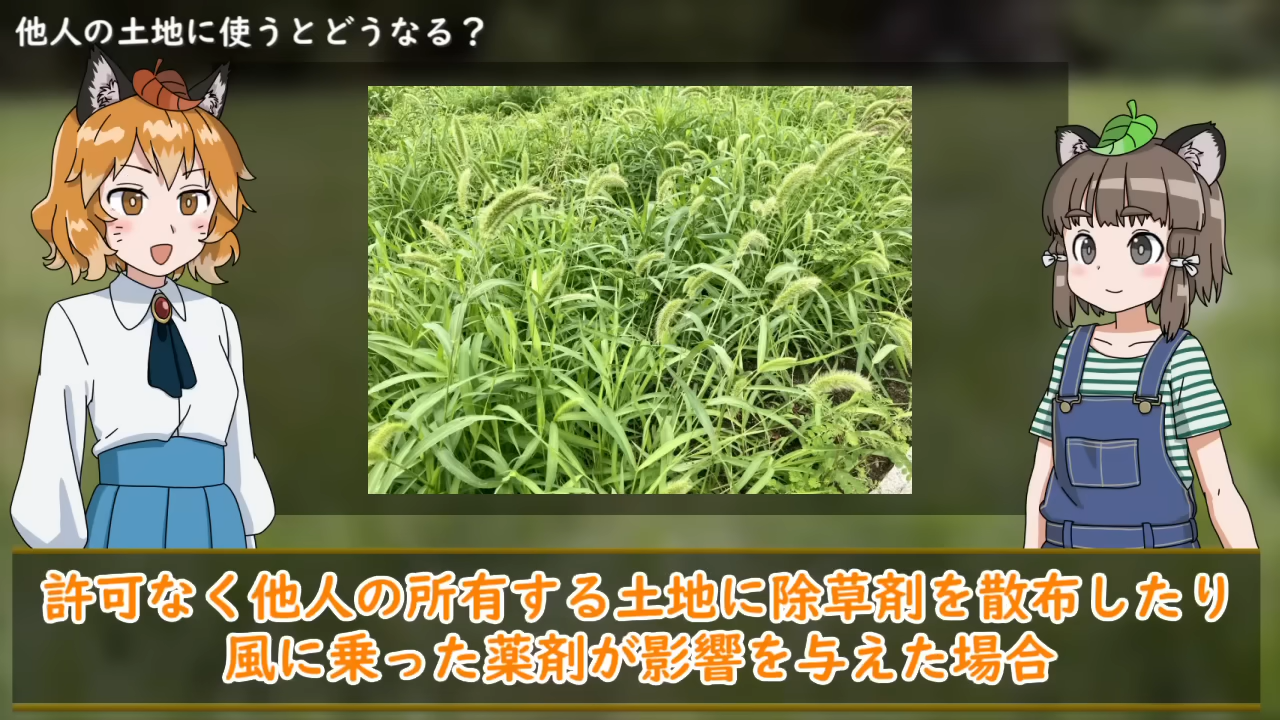 他人の土地に使うとどうなる？
許可なく他人の所有する土地に除草剤を散布したり
風に乗った薬剤が影響を与えた場合